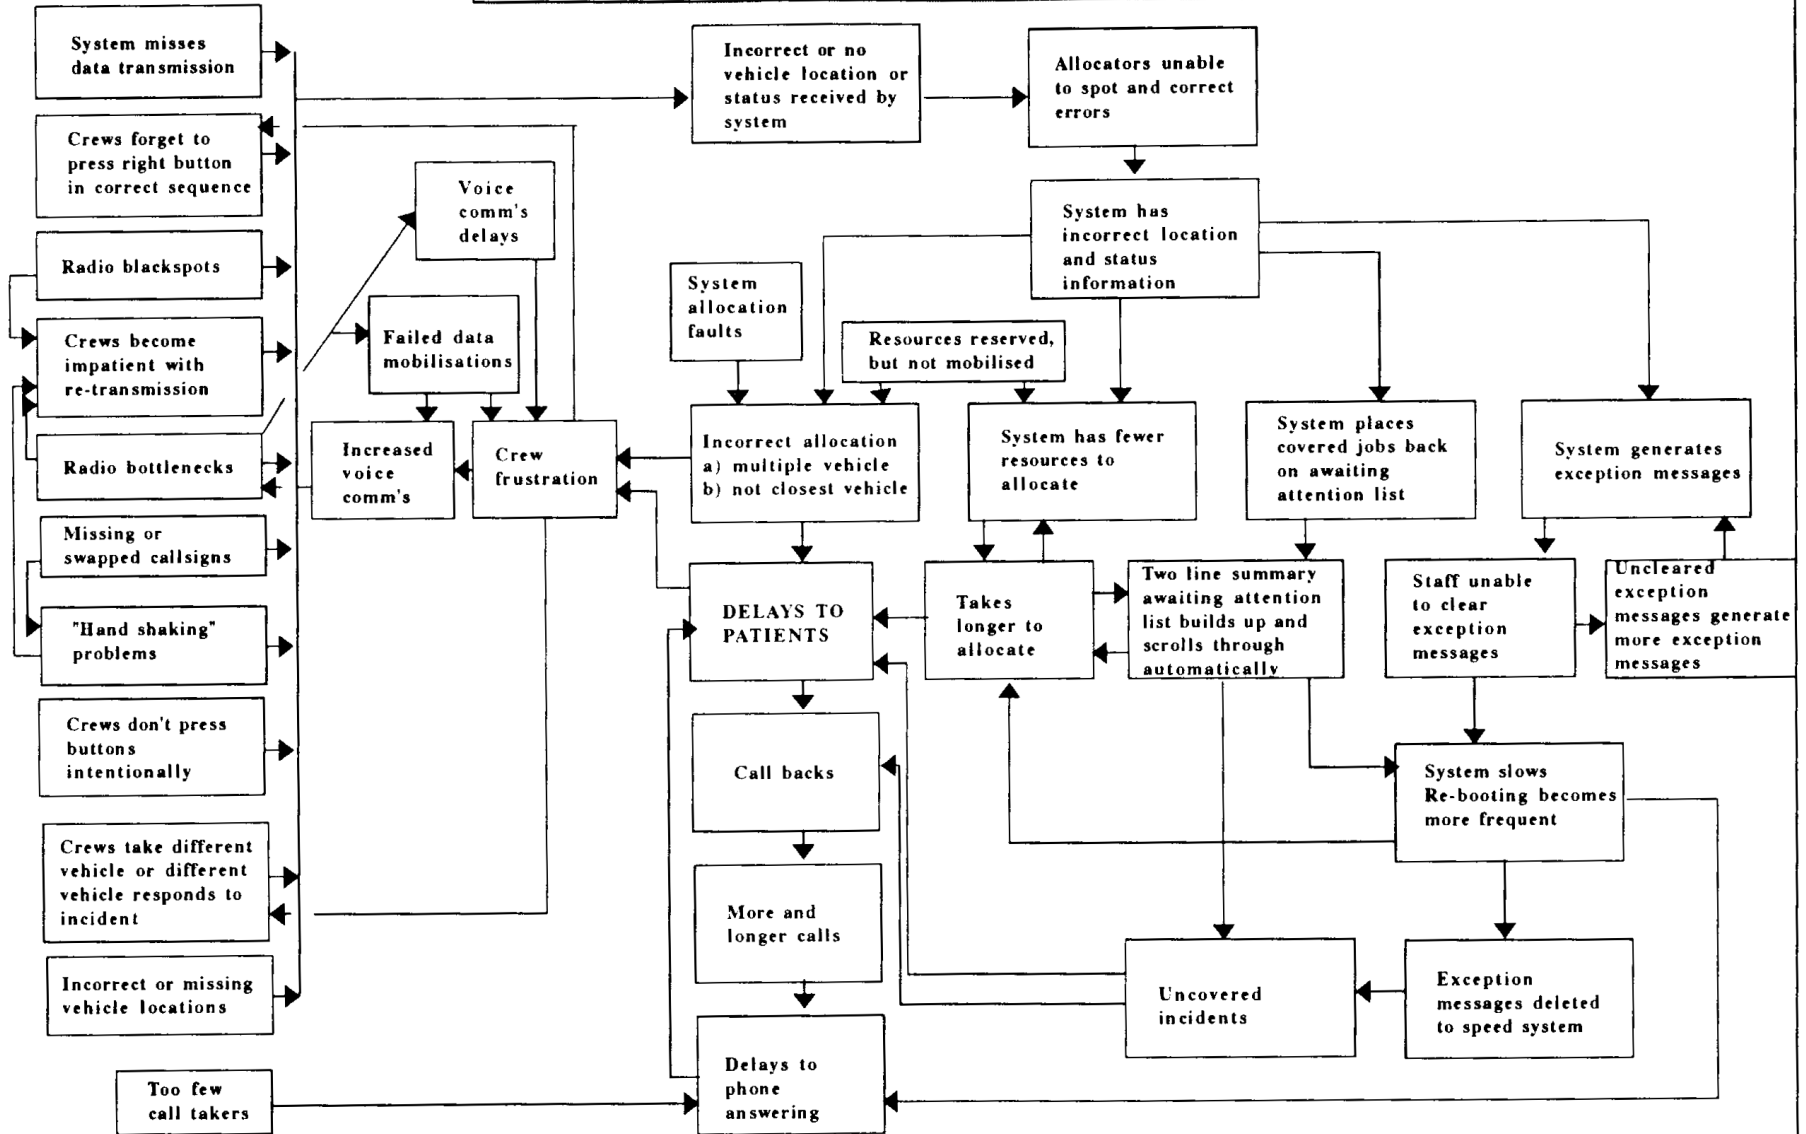 System misses
data transmission
Crews forget to
press right button
in correct sequence
Radio blackspots
Crews become
impatient with
re-transmission
Radio bottlenecks
Missing or
swapped callsigns
"Hand shaking"
problems
Crews don't press
buttons
intentionally
Crews take different
vehicle or different
vehicle responds to
incident
Incorrect or missing
vehicle locations
Too few
call takers
Voice
comm's
delays
Failed data
mobilisations
Increased
voice
comm's
Crew
frustration
Incorrect or no
vehicle location or
status received by
system
Allocators unable
to spot and correct
errors
System has
incorrect location
and status
information
System
allocation
faults
Resources reserved,
but not mobilised
Incorrect allocation
a) multiple vehicle
b) not closest vehicle
System has fewer
resources to
allocate
System places
covered jobs back
on awaiting
attention list
System generates
exception messages
DELAYS TO
PATIENTS
Takes
longer to
allocate
Two line summary
awaiting attention
list builds up and
scrolls through
automatically
Staff unable
to clear
exception
messages
Uncleared
exception
messages generate
more exception
messages
Call backs
System slows
Re-booting becomes
more frequent
More and
longer calls
Uncovered
incidents
Exception
messages deleted
to speed system
Delays to
phone
answering